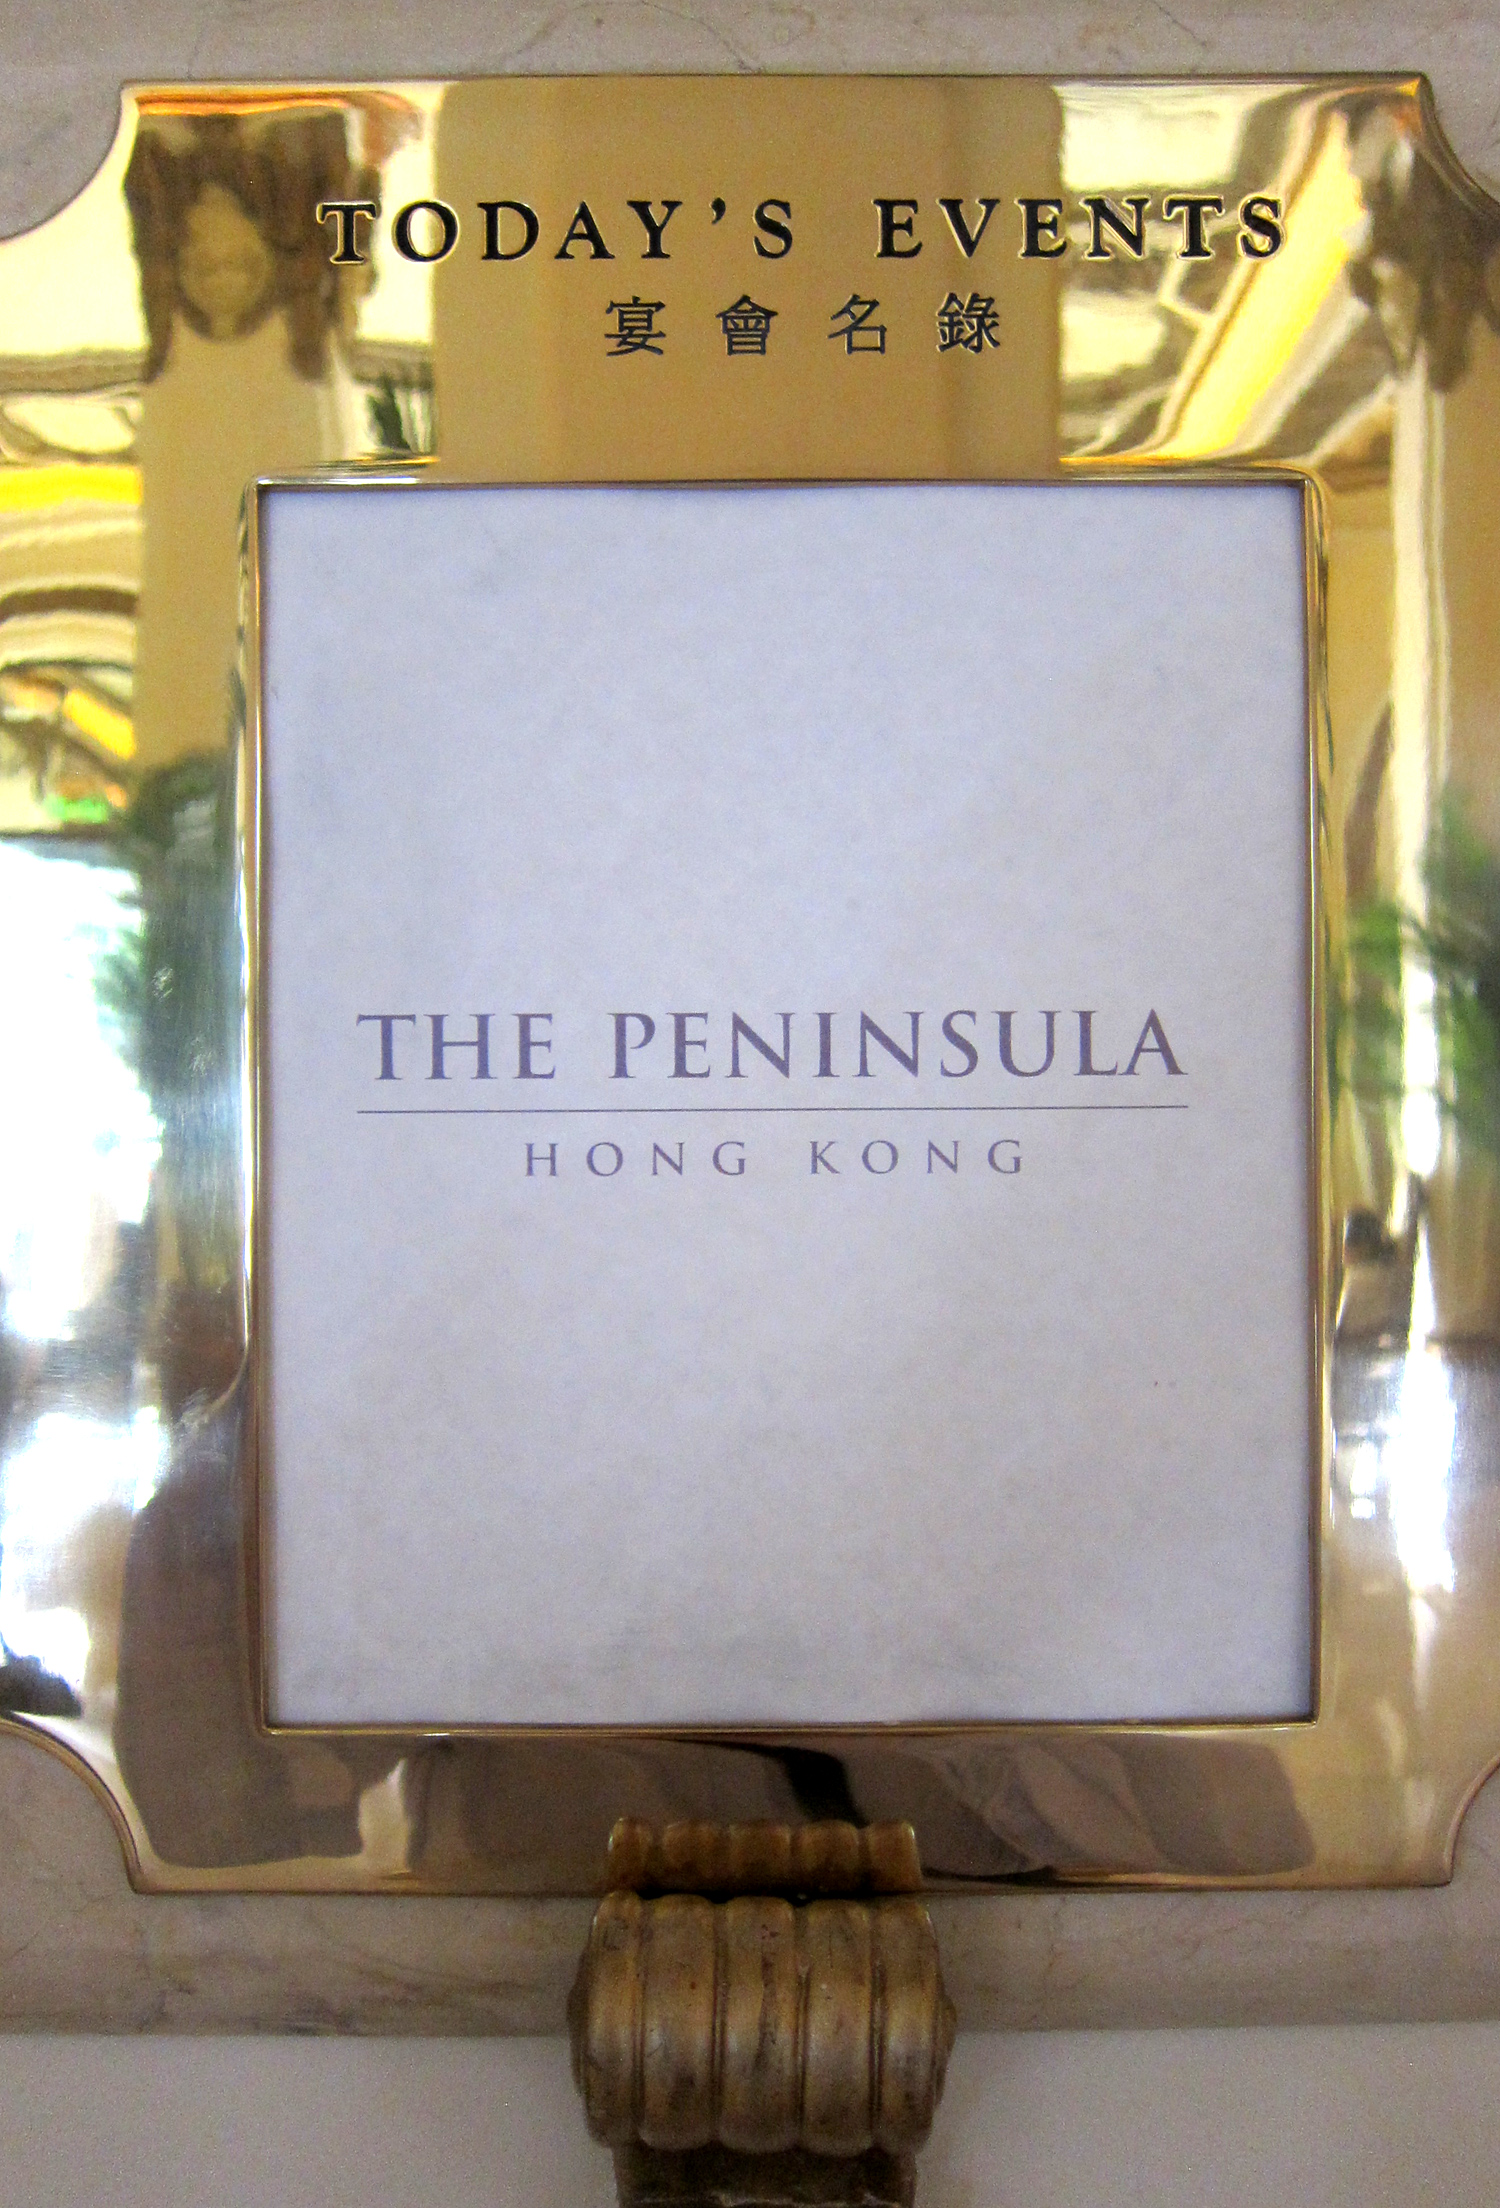 TODAY'S EVENTS
宴會名錄
THE PENINSULA
HONG KONG